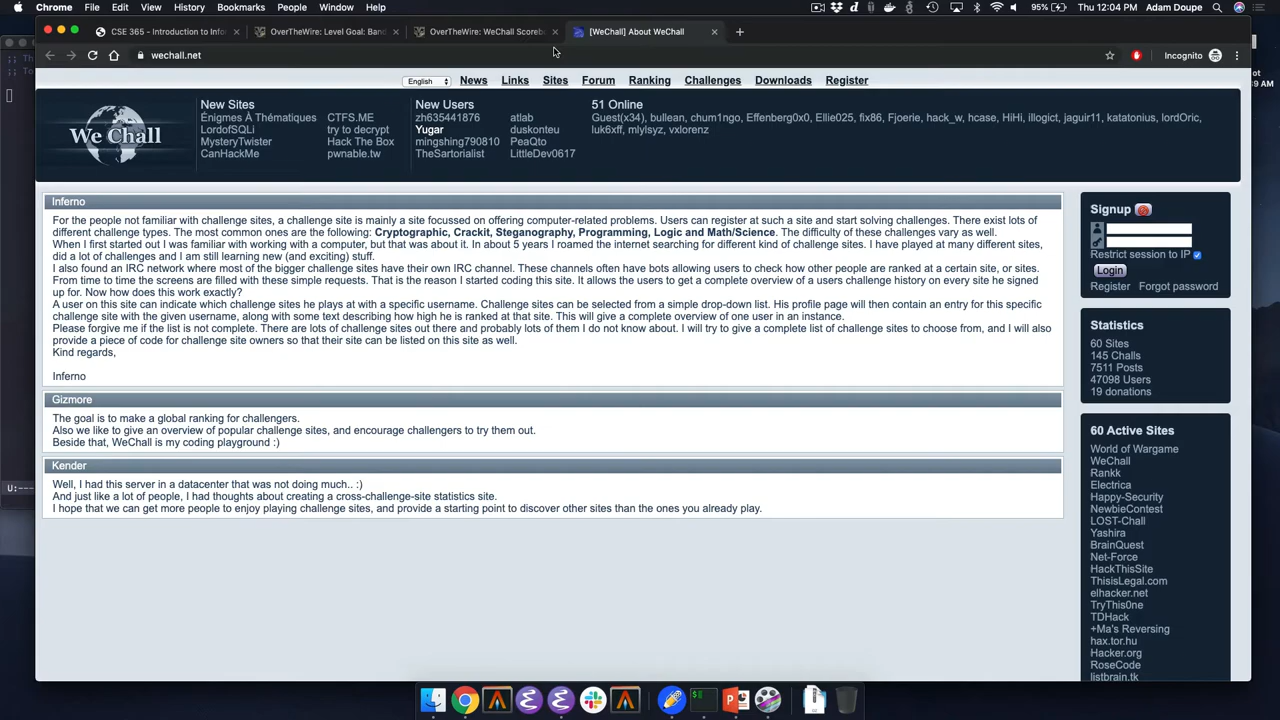 Chrome File Edit View History Bookmarks People Window Help
95% Thu 12:04 PM Adam Doupe
CSE 365 - Introduction to Info
OverTheWire: Level Goal: Band
OverTheWire: WeChall Scoreb
[WeChall] About WeChall
wechall.net
Incognito
English News Links Sites Forum Ranking Challenges Downloads Register
We Chall
New Sites
Énigmes À Thématiques CTFS.ME
LordofSQLi try to decrypt
MysteryTwister Hack The Box
CanHackMe pwnable.tw
New Users
zh635441876 atlab
Yugar duskonteu
mingshing790810 PeaQto
TheSartorialist LittleDev0617
51 Online
Guest(x34), bullean, chum1ngo, Effenberg0x0, Ellie025, fix86, Fjoerie, hack_w, hcase, HiHi, illogict, jaguir11, katatonius, lordOric,
luk6xff, mlylsyz, vxlorenz
Inferno
For the people not familiar with challenge sites, a challenge site is mainly a site focussed on offering computer-related problems. Users can register at such a site and start solving challenges. There exist lots of
different challenge types. The most common ones are the following: Cryptographic, Crackit, Steganography, Programming, Logic and Math/Science. The difficulty of these challenges vary as well.
When I first started out I was familiar with working with a computer, but that was about it. In about 5 years I roamed the internet searching for different kind of challenge sites. I have played at many different sites,
did a lot of challenges and I am still learning new (and exciting) stuff.
I also found an IRC network where most of the bigger challenge sites have their own IRC channel. These channels often have bots allowing users to check how other people are ranked at a certain site, or sites.
From time to time the screens are filled with these simple requests. That is the reason I started coding this site. It allows the users to get a complete overview of a users challenge history on every site he signed
up for. Now how does this work exactly?
A user on this site can indicate which challenge sites he plays at with a specific username. Challenge sites can be selected from a simple drop-down list. His profile page will then contain an entry for this specific
challenge site with the given username, along with some text describing how high he is ranked at that site. This will give a complete overview of one user in an instance.
Please forgive me if the list is not complete. There are lots of challenge sites out there and probably lots of them I do not know about. I will try to give a complete list of challenge sites to choose from, and I will also
provide a piece of code for challenge site owners so that their site can be listed on this site as well.
Kind regards,
Inferno
Gizmore
The goal is to make a global ranking for challengers.
Also we like to give an overview of popular challenge sites, and encourage challengers to try them out.
Beside that, WeChall is my coding playground :)
Kender
Well, I had this server in a datacenter that was not doing much.. :)
And just like a lot of people, I had thoughts about creating a cross-challenge-site statistics site.
I hope that we can get more people to enjoy playing challenge sites, and provide a starting point to discover other sites than the ones you already play.
Signup
Restrict session to IP
Login
Register Forgot password
Statistics
60 Sites
145 Challs
7511 Posts
47098 Users
19 donations
60 Active Sites
World of Wargame
WeChall
Rankk
Electrica
Happy-Security
NewbieContest
LOST-Chall
Yashira
BrainQuest
Net-Force
HackThisSite
ThisisLegal.com
elhacker.net
TryThis0ne
TDHack
+Ma's Reversing
hax.tor.hu
Hacker.org
RoseCode
listbrain.tk